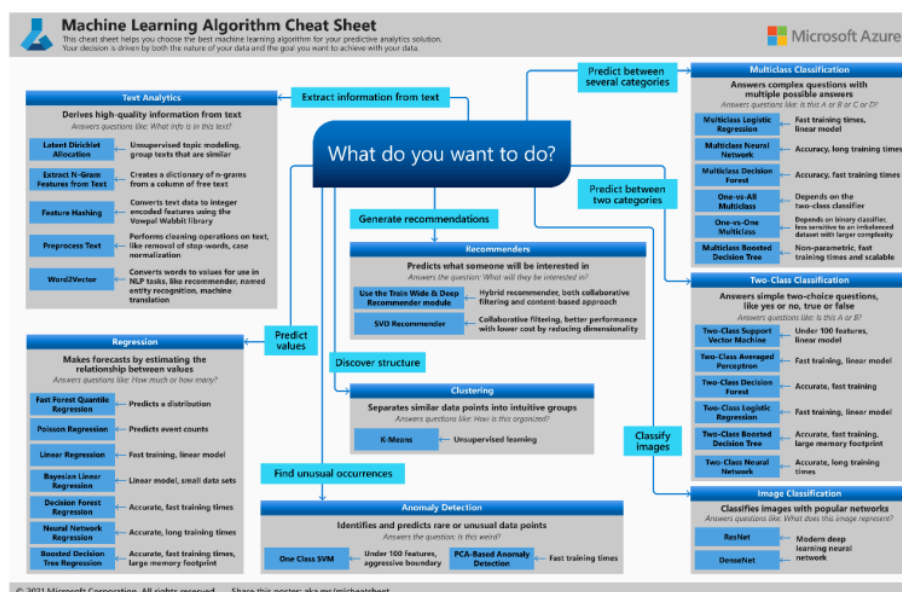 Machine Learning Algorithm Cheat Sheet
This cheat sheet helps you choose the best machine learning algorithm for your predictive analytics solution.
Your decision is driven by both the nature of your data and the goal you want to achieve with your data.
Microsoft Azure
What do you want to do?
Extract information from text
Text Analytics
Derives high-quality information from text
Answers questions like: What info is in this text?
Latent Dirichlet
Allocation
Unsupervised topic modeling,
group texts that are similar
Extract N-Gram
Features from Text
Creates a dictionary of n-grams
from a column of free text
Feature Hashing
Converts text data to integer
encoded features using the
Vowpal Wabbit library
Preprocess Text
Performs cleaning operations on text,
like removal of stop-words, case
normalization
Word2Vector
Converts words to values for use in
NLP tasks, like recommender, named
entity recognition, machine
translation
Predict
values
Regression
Makes forecasts by estimating the
relationship between values
Answers questions like: How much or how many?
Fast Forest Quantile
Regression
Predicts a distribution
Poisson Regression
Predicts event counts
Linear Regression
Fast training, linear model
Bayesian Linear
Regression
Linear model, small data sets
Decision Forest
Regression
Accurate, fast training times
Neural Network
Regression
Accurate, long training times
Boosted Decision
Tree Regression
Accurate, fast training times,
large memory footprint
Generate recommendations
Recommenders
Predicts what someone will be interested in
Answers the question: What will they be interested in?
Use the Train Wide & Deep
Recommender module
Hybrid recommender, both collaborative
filtering and content-based approach
SVD Recommender
Collaborative filtering, better performance
with lower cost by reducing dimensionality
Discover structure
Clustering
Separates similar data points into intuitive groups
Answers questions like: How is this organized?
K-Means
Unsupervised learning
Find unusual occurrences
Anomaly Detection
Identifies and predicts rare or unusual data points
Answers the question: Is this weird?
One Class SVM
Under 100 features,
aggressive boundary
PCA-Based Anomaly
Detection
Fast training times
Predict between
several categories
Multiclass Classification
Answers complex questions with
multiple possible answers
Answers questions like: Is this A or B or C or D?
Multiclass Logistic
Regression
Fast training times,
linear model
Multiclass Neural
Network
Accuracy, long training times
Multiclass Decision
Forest
Accuracy, fast training times
One-vs-All
Multiclass
Depends on the
two-class classifier
One-vs-One
Multiclass
Depends on binary classifier,
less sensitive to an imbalanced
dataset with larger complexity
Multiclass Boosted
Decision Tree
Non-parametric, fast
training times and scalable
Predict between
two categories
Two-Class Classification
Answers simple two-choice questions,
like yes or no, true or false
Answers questions like: Is this A or B?
Two-Class Support
Vector Machine
Under 100 features,
linear model
Two-Class Averaged
Perceptron
Fast training, linear model
Two-Class Decision
Forest
Accurate, fast training
Two-Class Logistic
Regression
Fast training, linear model
Two-Class Boosted
Decision Tree
Accurate, fast training,
large memory footprint
Two-Class Neural
Network
Accurate, long training
times
Classify
images
Image Classification
Classifies images with popular networks
Answers questions like: What does this image represent?
ResNet
DenseNet
Modern deep
learning neural
network
© 2021 Microsoft Corporation. All rights reserved. Share this poster: aka.ms/mlcheatsheet